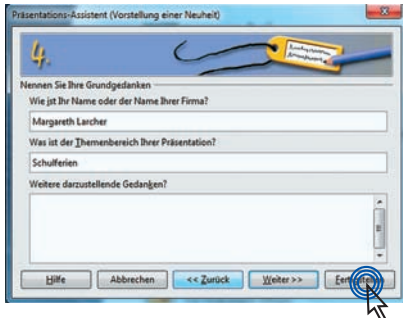 Präsentations-Assistent (Vorstellung einer Neuheit)
4.
Nennen Sie Ihre Grundgedanken
Wie ist Ihr Name oder der Name Ihrer Firma?
Margareth Larcher
Was ist der Themenbereich Ihrer Präsentation?
Schulferien
Weitere darzustellende Gedanken?
Hilfe Abbrechen << Zurück Weiter >>